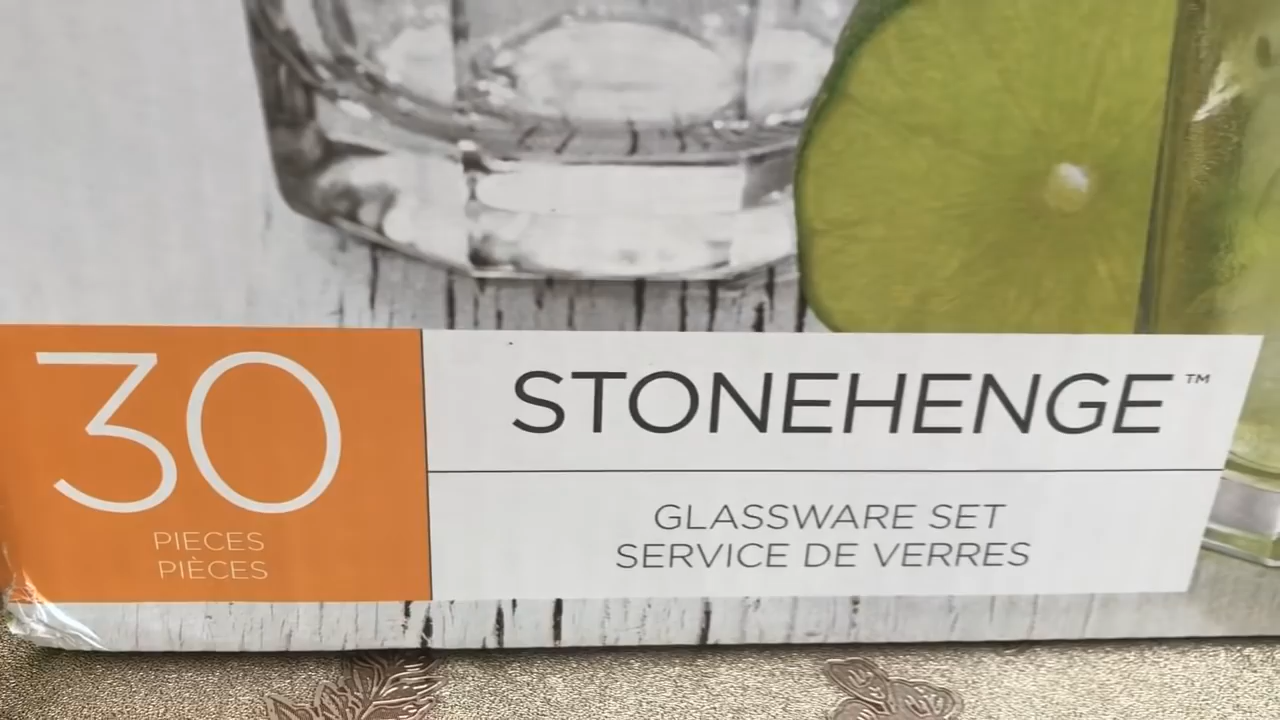 30
PIECES
PIÈCES
STONEHENGE™
GLASSWARE SET
SERVICE DE VERRES